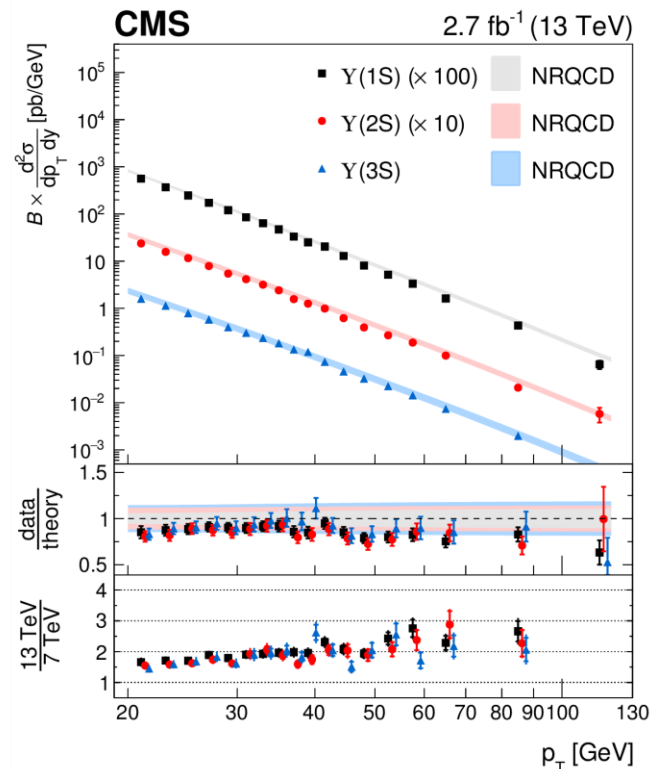 CMS 2.7 fb⁻¹ (13 TeV)
B × d²σ / dp_T dy [pb/GeV]
10⁵
10⁴
10³
10²
10
1
10⁻¹
10⁻²
10⁻³
ϒ(1S) (× 100) NRQCD
ϒ(2S) (× 10) NRQCD
ϒ(3S) NRQCD
data
theory
1.5
1
0.5
13 TeV
7 TeV
4
3
2
1
20 30 40 50 60 70 80 90 100 130
p_T [GeV]